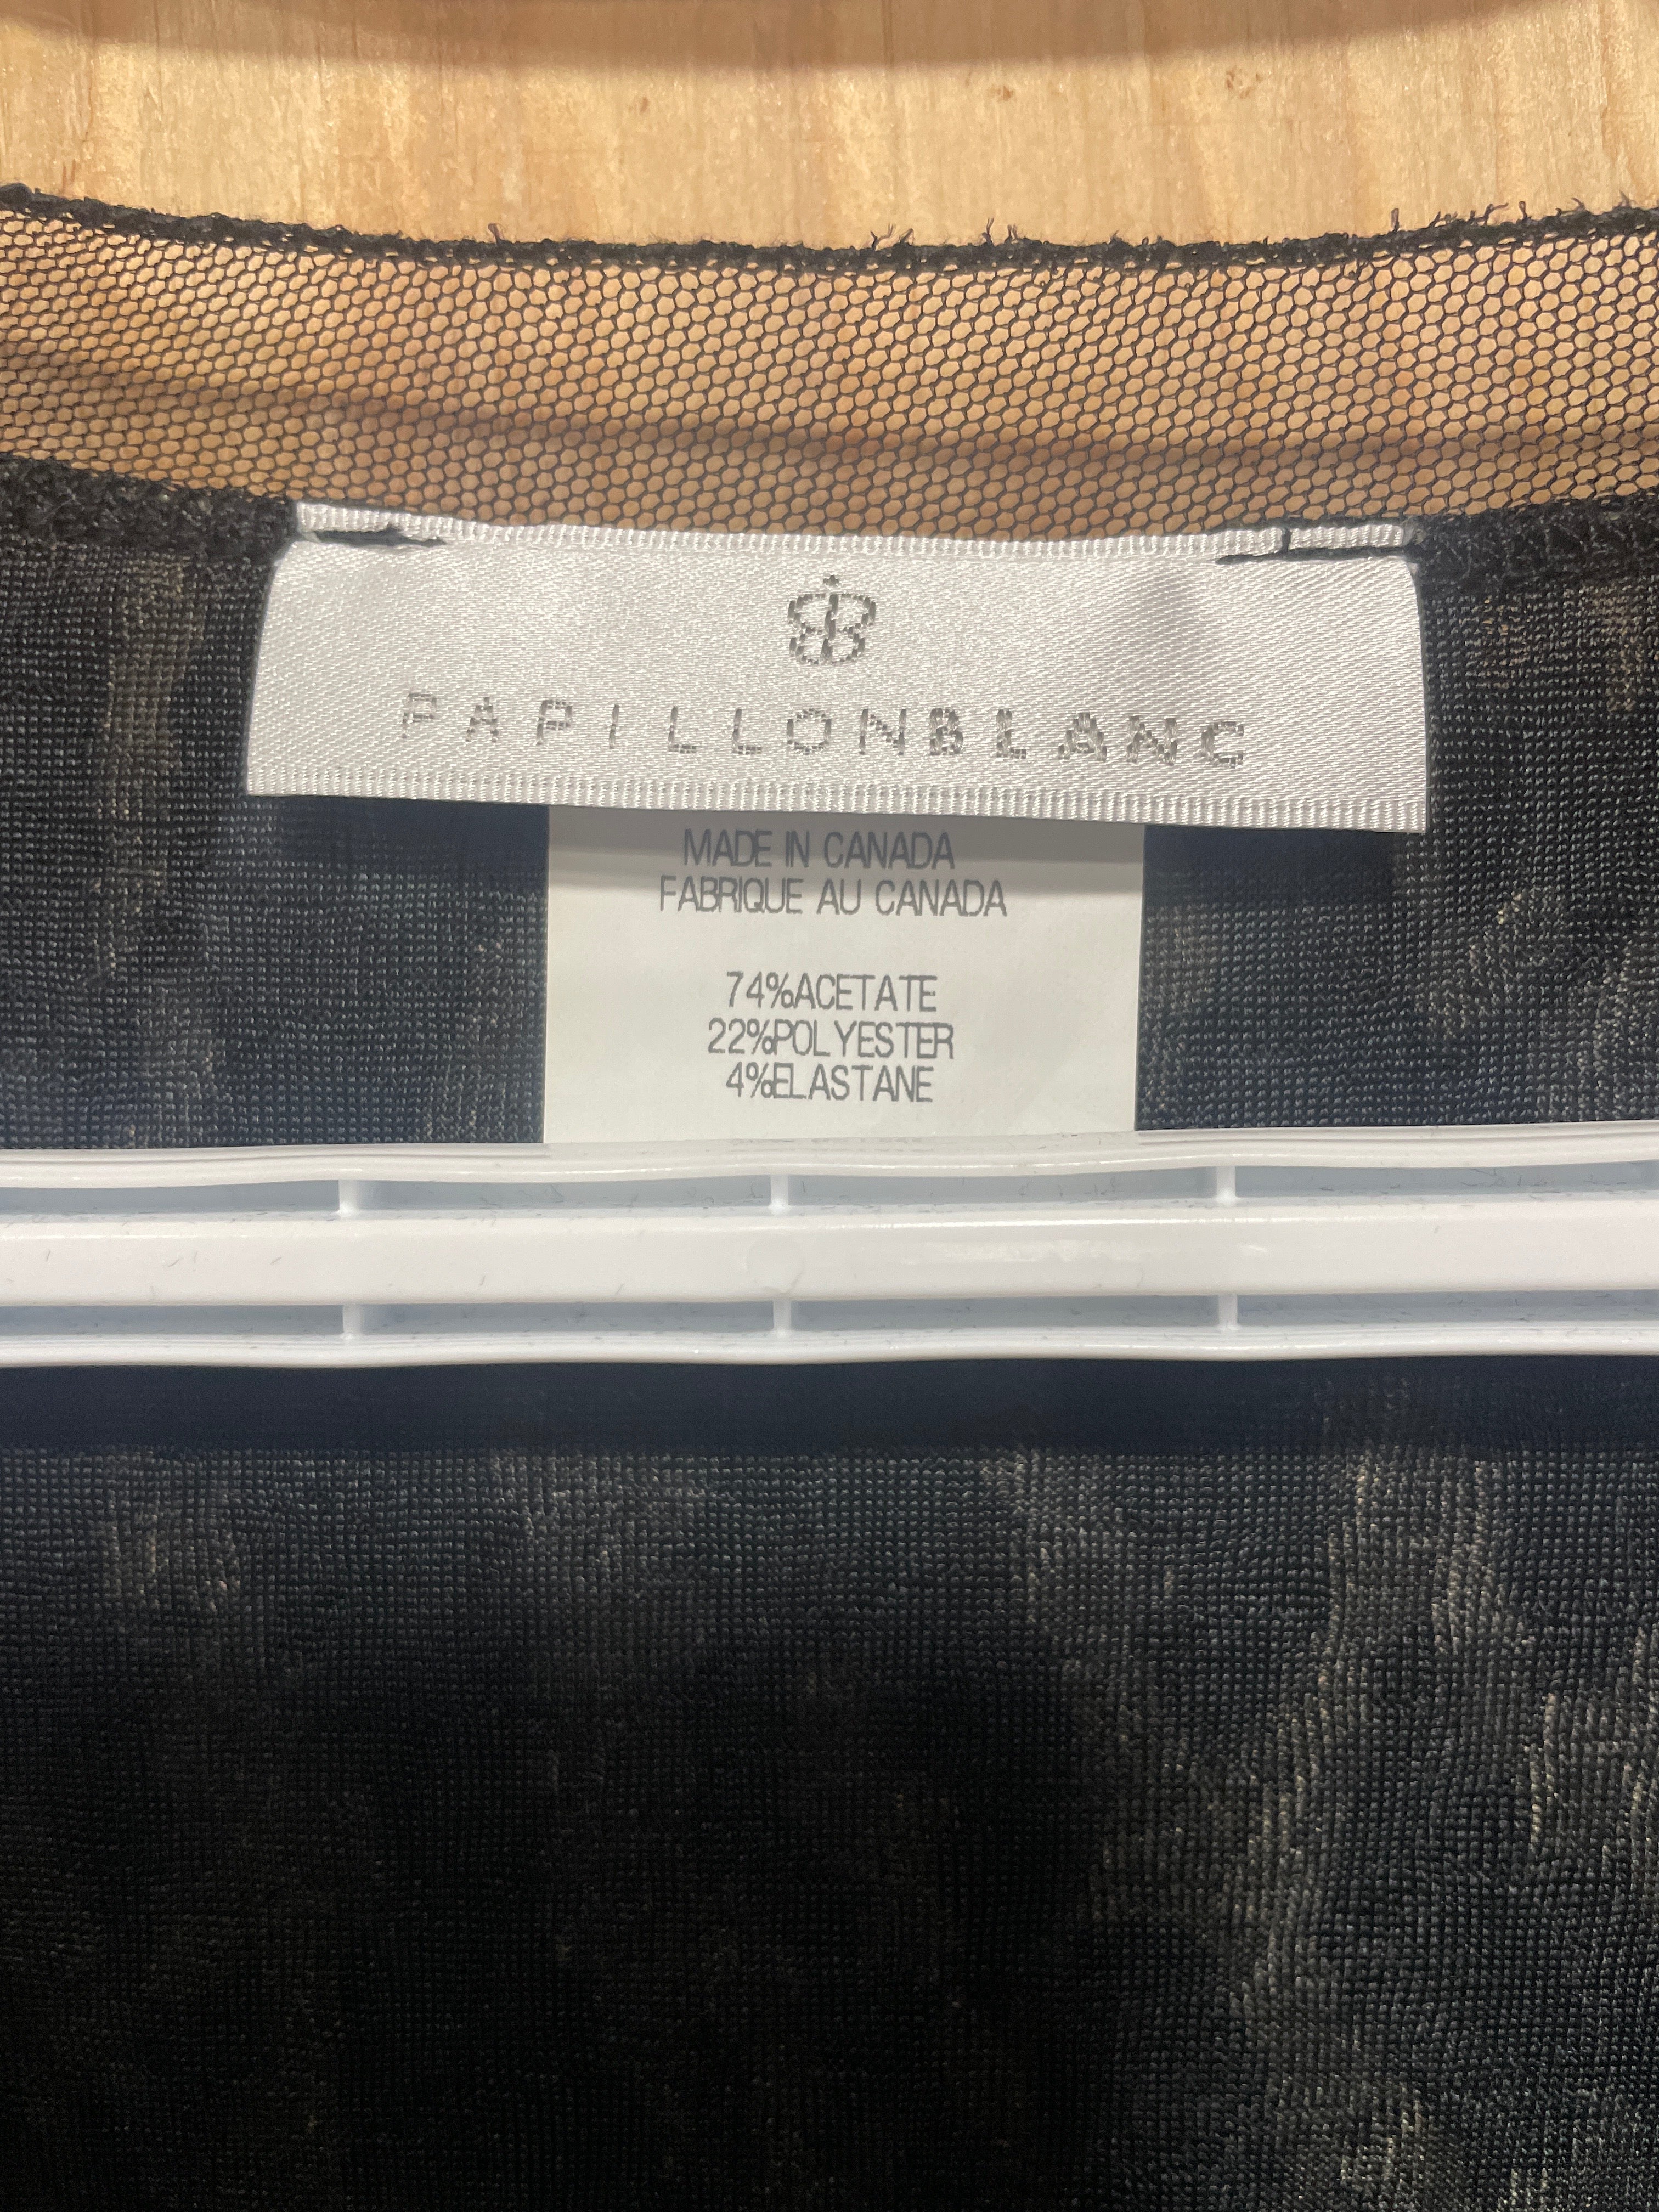 PAPILLONBLANC
MADE IN CANADA
FABRIQUE AU CANADA
74%ACETATE
22%POLYESTER
4%ELASTANE